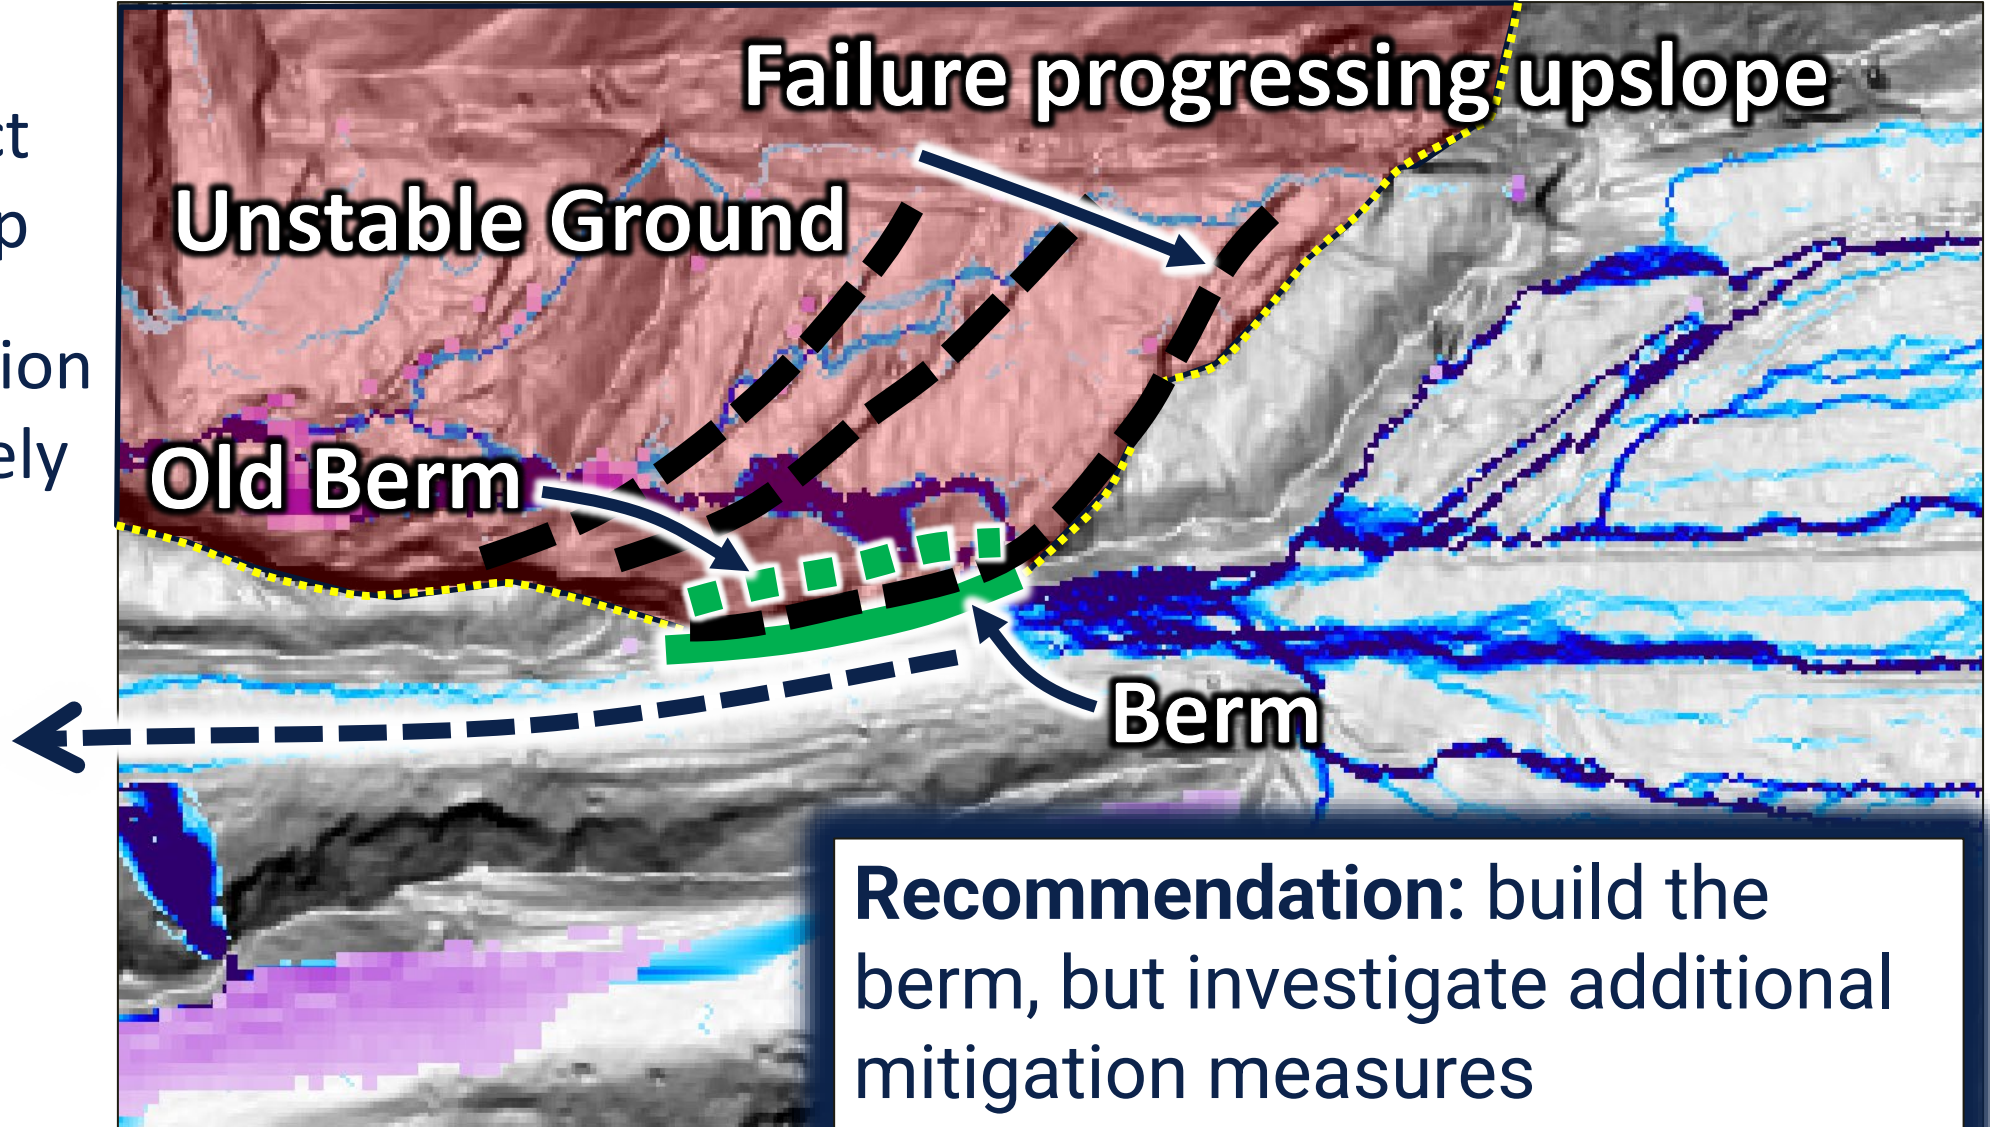 Failure progressing upslope
Unstable Ground
Old Berm
Berm
Recommendation: build the
berm, but investigate additional
mitigation measures